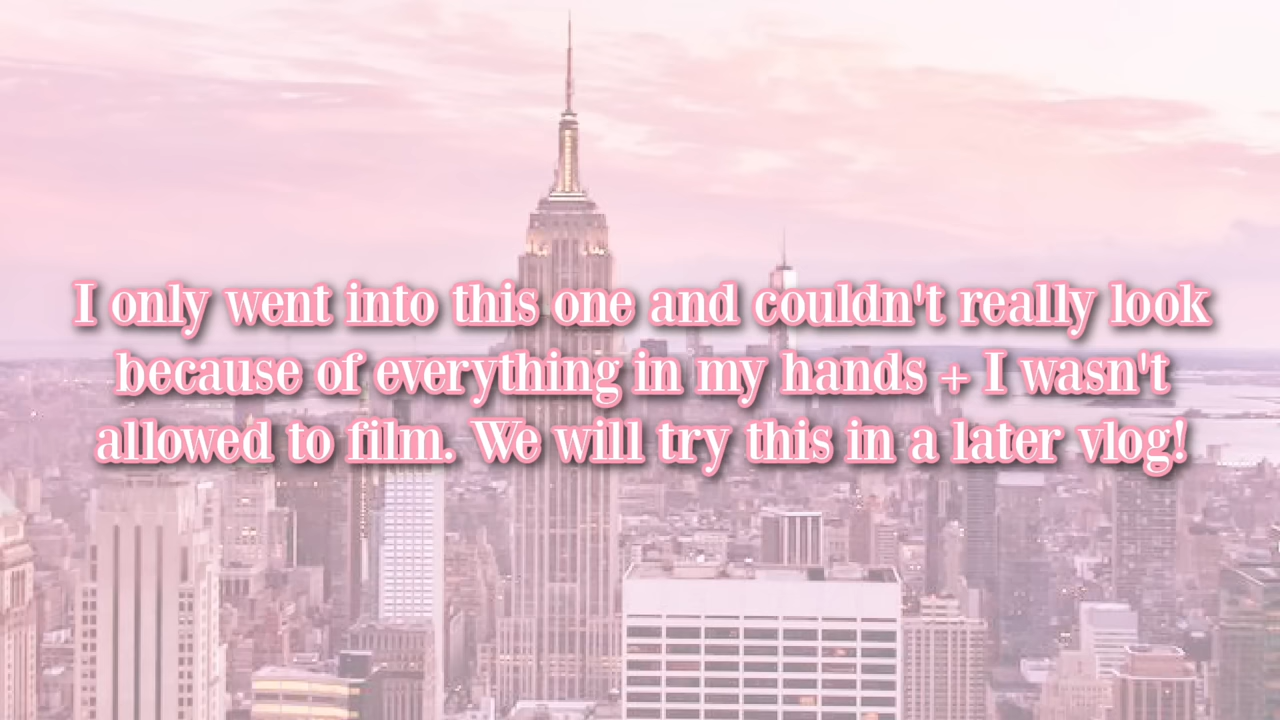 I only went into this one and couldn't really look
because of everything in my hands + I wasn't
allowed to film. We will try this in a later vlog!